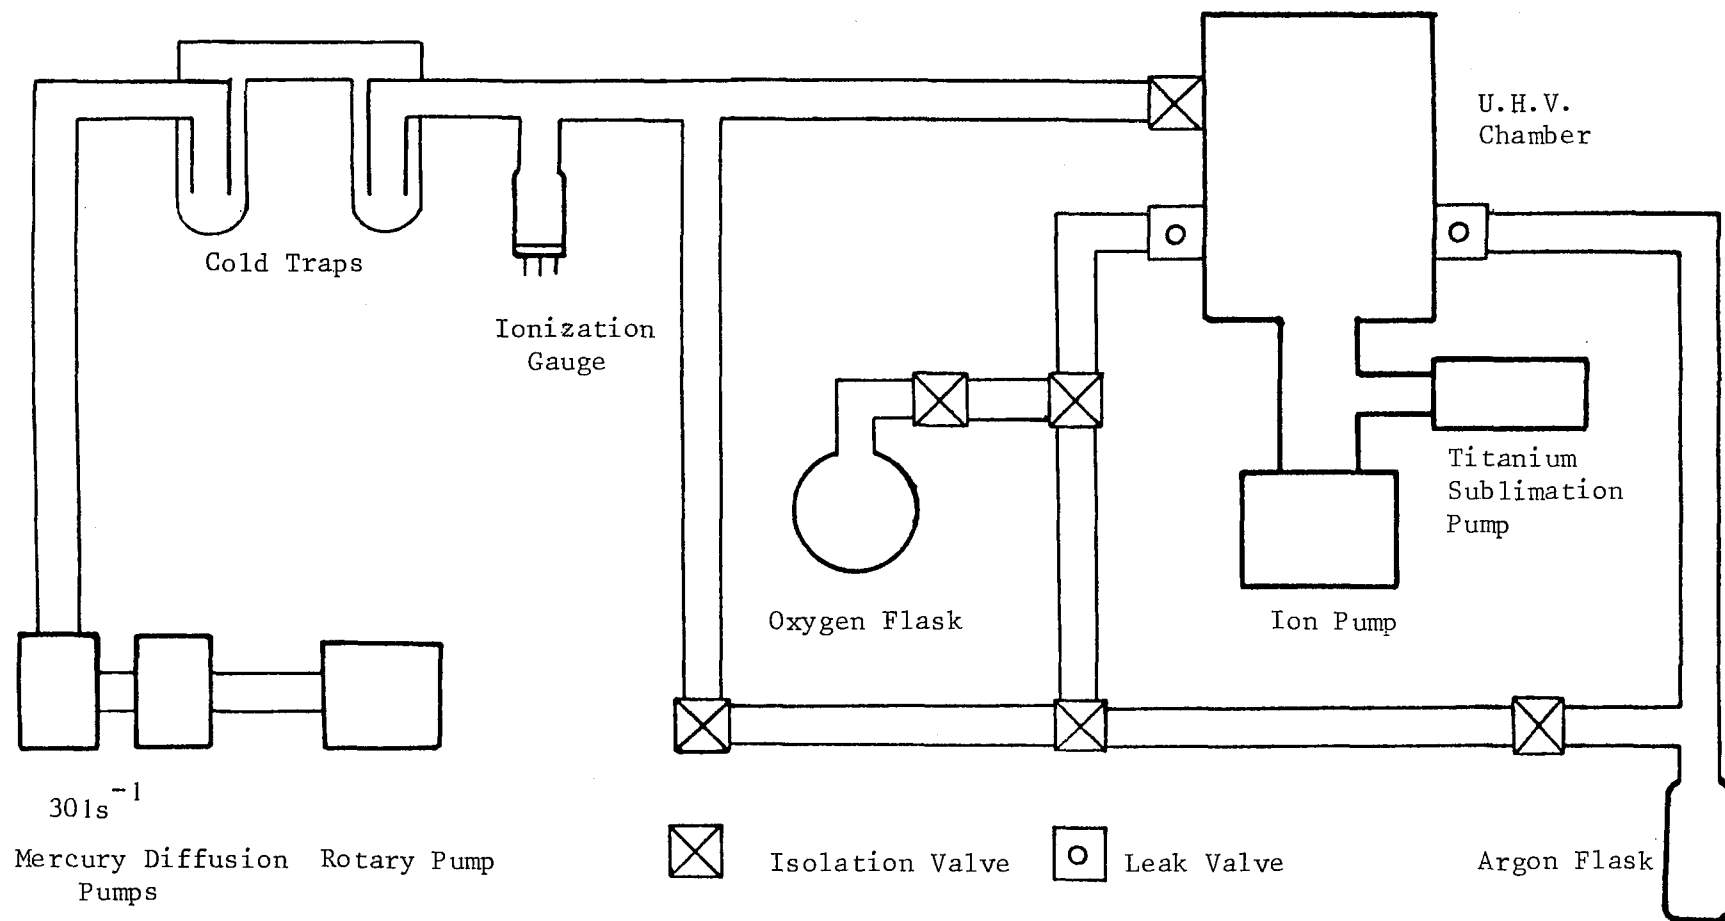 U.H.V.
Chamber
Cold Traps
Ionization
Gauge
Titanium
Sublimation
Pump
Oxygen Flask
Ion Pump
30ls⁻¹
Mercury Diffusion
Pumps
Rotary Pump
Isolation Valve
Leak Valve
Argon Flask